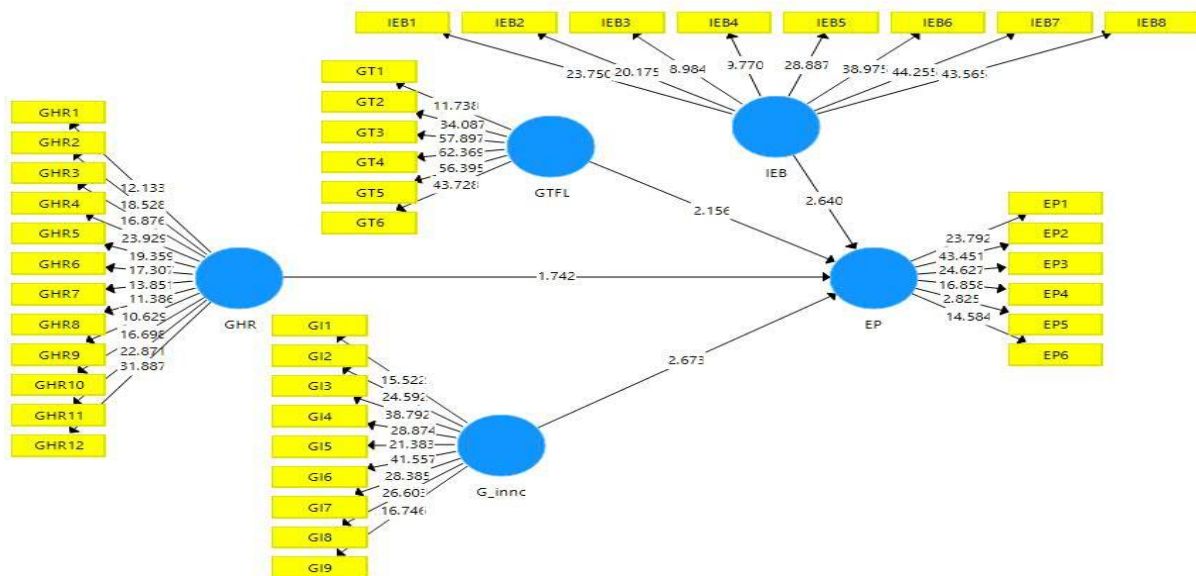 IEB1 IEB2 IEB3 IEB4 IEB5 IEB6 IEB7 IEB8
23.750 20.175 8.984 9.770 28.887 38.975 44.255 43.565
IEB
GT1
GT2
GT3
GT4
GT5
GT6
11.738
34.087
57.897
62.369
56.395
43.728
GTFL
GHR1
GHR2
GHR3
GHR4
GHR5
GHR6
GHR7
GHR8
GHR9
GHR10
GHR11
GHR12
12.133
18.528
16.876
23.929
19.359
17.307
13.851
11.386
10.629
16.698
22.871
31.887
GHR
2.156
2.640
1.742
2.673
EP1
EP2
EP3
EP4
EP5
EP6
23.792
43.451
24.627
16.858
2.825
14.584
EP
GI1
GI2
GI3
GI4
GI5
GI6
GI7
GI8
GI9
15.522
24.592
38.792
28.874
21.383
41.557
28.385
26.603
16.746
G_innc